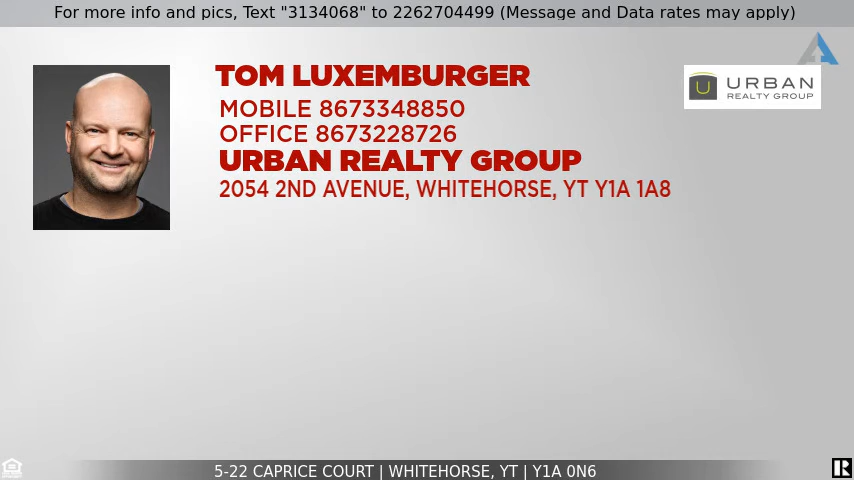 For more info and pics, Text "3134068" to 2262704499 (Message and Data rates may apply)
TOM LUXEMBURGER
MOBILE 8673348850
OFFICE 8673228726
URBAN REALTY GROUP
2054 2ND AVENUE, WHITEHORSE, YT Y1A 1A8
U URBAN
REALTY GROUP
5-22 CAPRICE COURT | WHITEHORSE, YT | Y1A 0N6